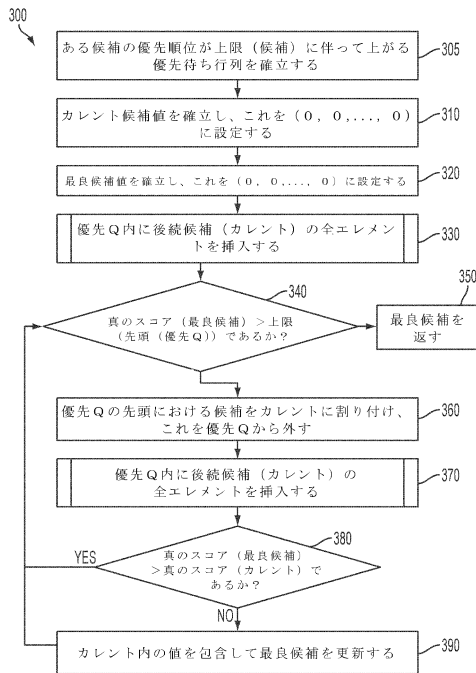 300
ある候補の優先順位が上限（候補）に伴って上がる
優先待ち行列を確立する
305
カレント候補値を確立し、これを（0, 0,..., 0）
に設定する
310
最良候補値を確立し、これを（0, 0,..., 0）に設定する
320
優先Q内に後続候補（カレント）の全エレメン
トを挿入する
330
340
真のスコア（最良候補）＞上限
（先頭（優先Q））であるか？
350
最良候補を
返す
優先Qの先頭における候補をカレントに割り付け、
これを優先Qから外す
360
優先Q内に後続候補（カレント）の
全エレメントを挿入する
370
380
真のスコア（最良候補）
＞真のスコア（カレント）で
あるか？
YES
NO
カレント内の値を包含して最良候補を更新する
390